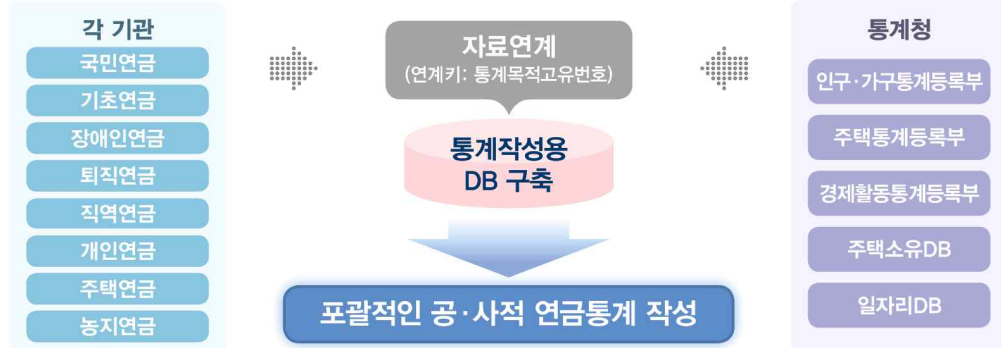 각 기관
국민연금
기초연금
장애인연금
퇴직연금
직역연금
개인연금
주택연금
농지연금
자료연계
(연계키: 통계목적고유번호)
통계작성용
DB 구축
포괄적인 공·사적 연금통계 작성
통계청
인구·가구통계등록부
주택통계등록부
경제활동통계등록부
주택소유DB
일자리DB